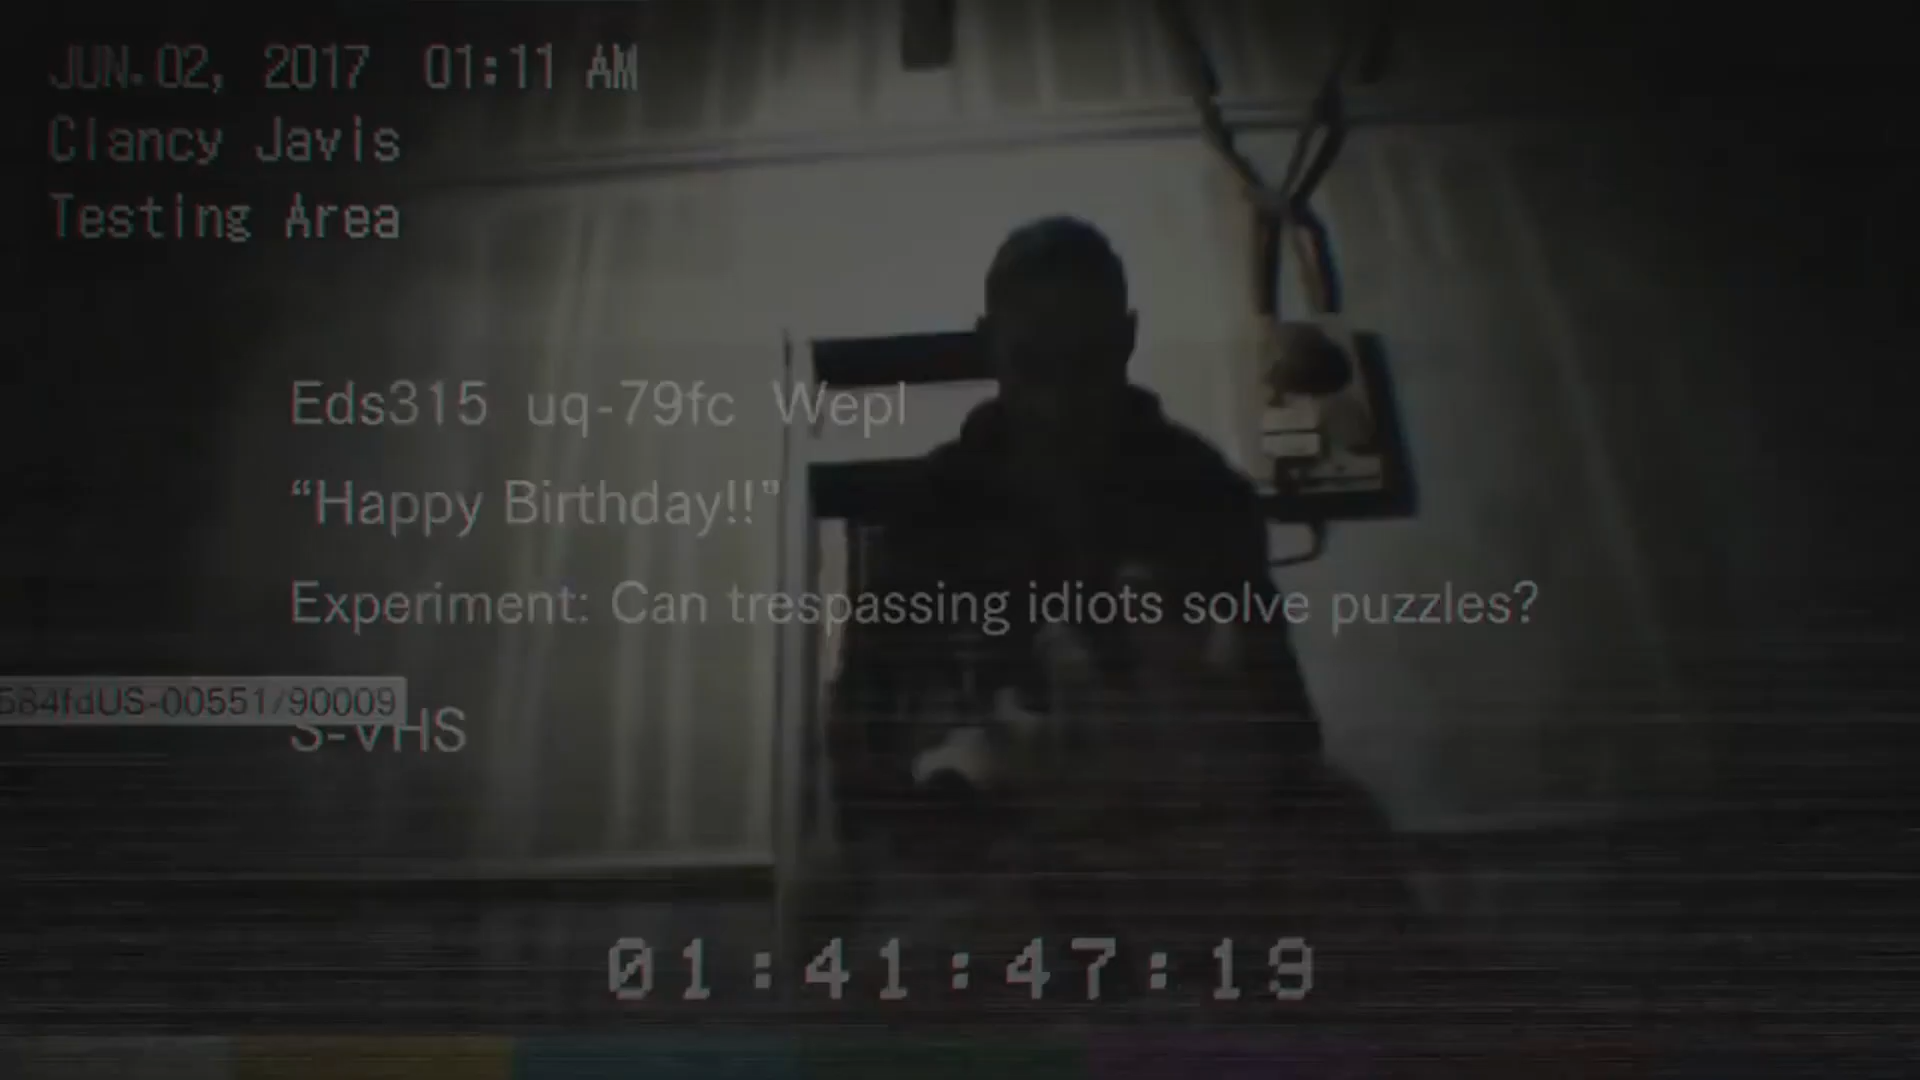 JUN.02, 2017 01:11 AM
Clancy Javis
Testing Area
Eds315 uq-79fc Wepl
“Happy Birthday!!”
Experiment: Can trespassing idiots solve puzzles?
584fdUS-00551/90009
S-VHS
01:41:47:19